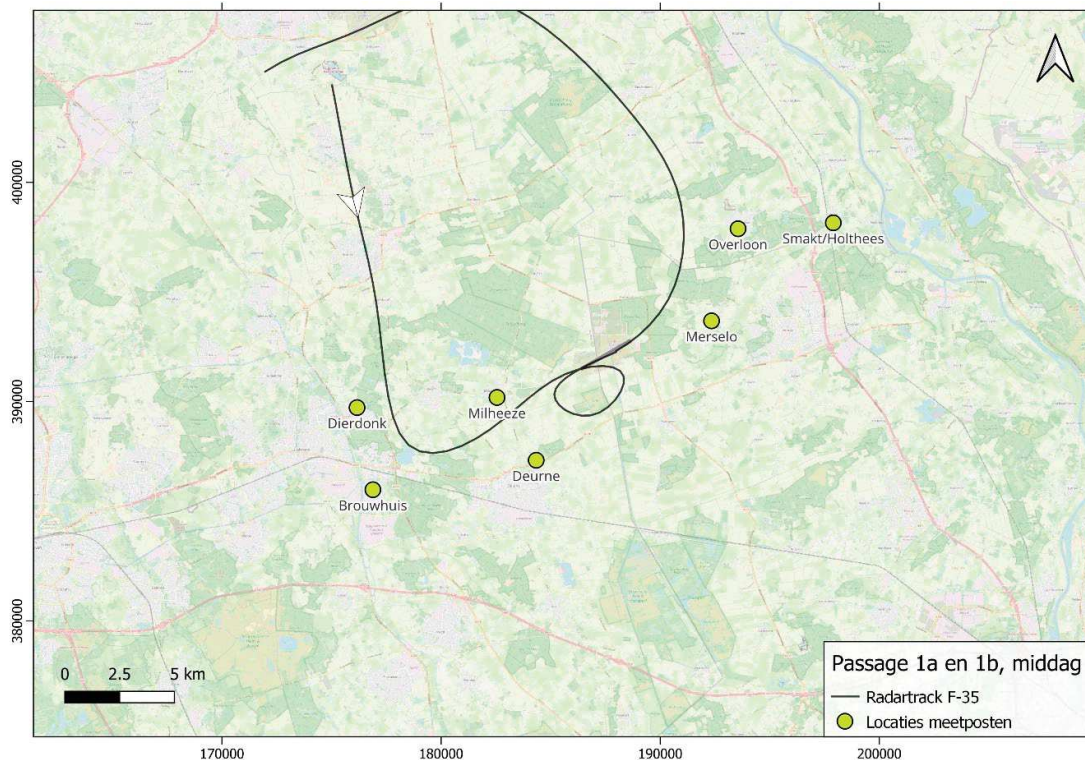 400000
390000
380000
Overloon
Smakt/Holthees
Merselo
Milheeze
Dierdonk
Deurne
Brouwhuis
0 2.5 5 km
Passage 1a en 1b, middag
Radartrack F-35
Locaties meetposten
170000 180000 190000 200000